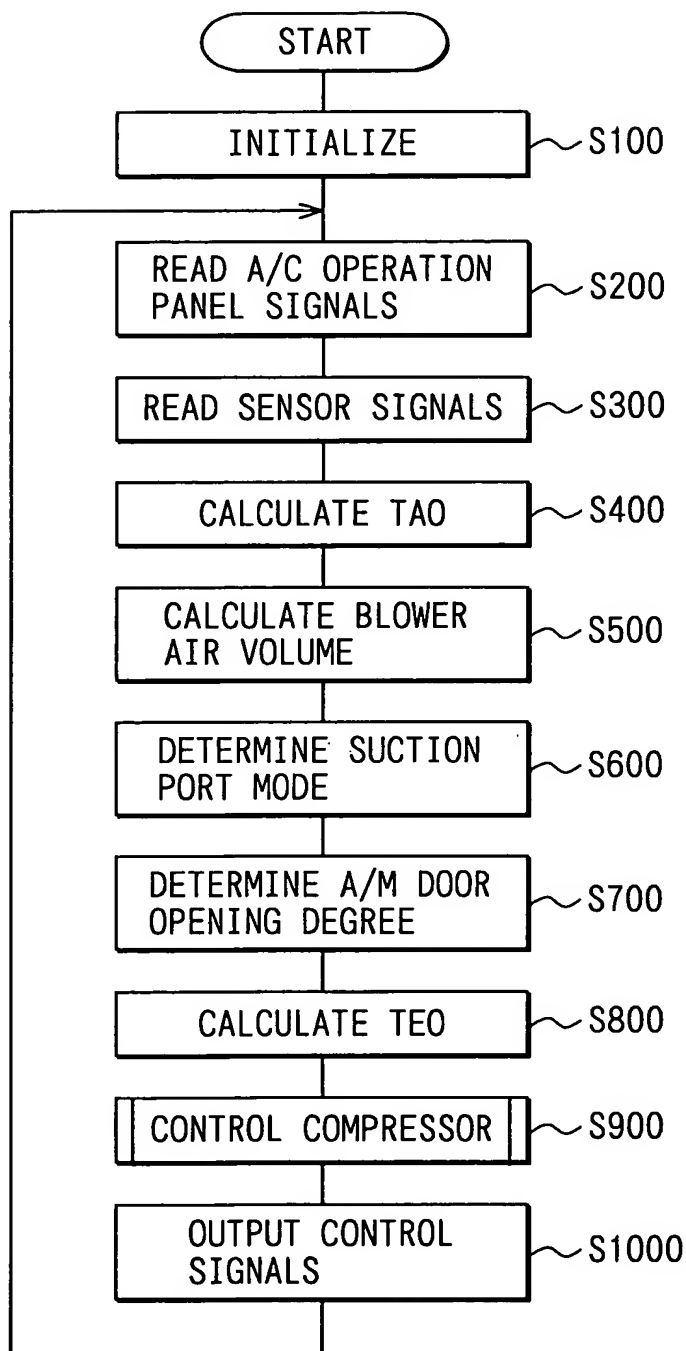 START
INITIALIZE
S100
READ A/C OPERATION
PANEL SIGNALS
S200
READ SENSOR SIGNALS
S300
CALCULATE TAO
S400
CALCULATE BLOWER
AIR VOLUME
S500
DETERMINE SUCTION
PORT MODE
S600
DETERMINE A/M DOOR
OPENING DEGREE
S700
CALCULATE TEO
S800
CONTROL COMPRESSOR
S900
OUTPUT CONTROL
SIGNALS
S1000